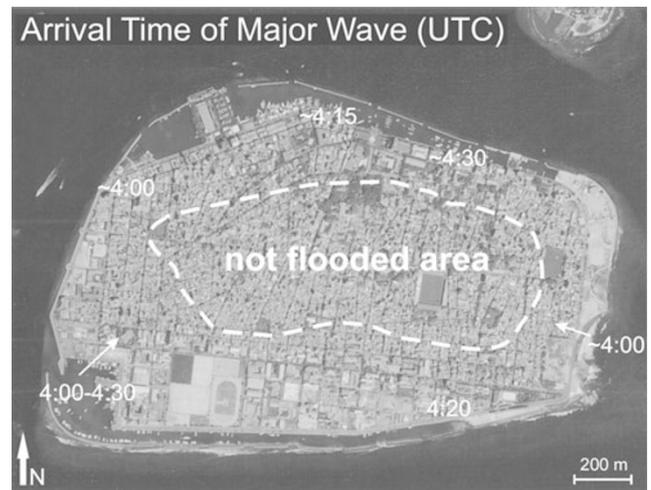 Arrival Time of Major Wave (UTC)
~4:15
~4:30
~4:00
not flooded area
~4:00
4:00-4:30
4:20
N
200 m